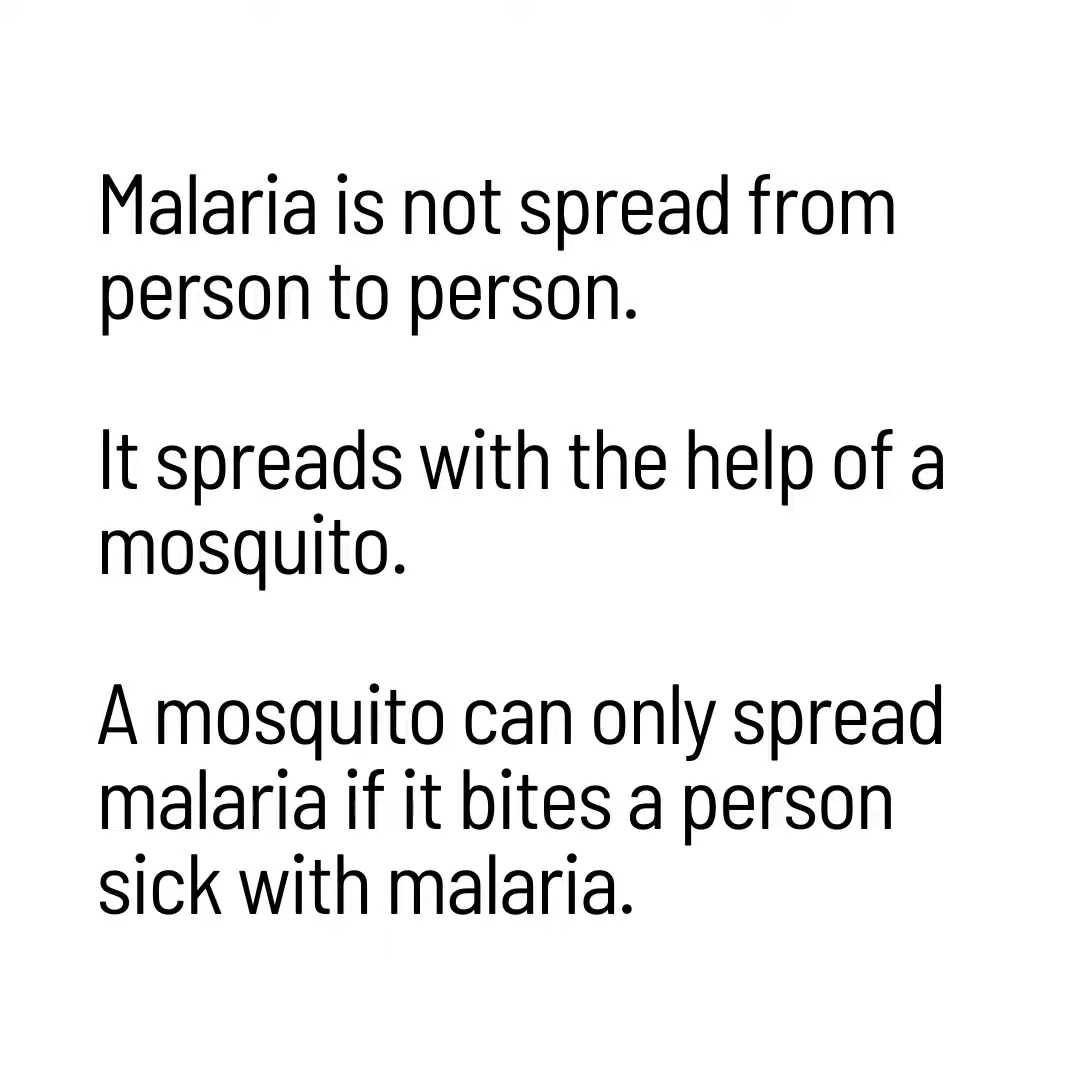 Malaria is not spread from
person to person.
It spreads with the help of a
mosquito.
A mosquito can only spread
malaria if it bites a person
sick with malaria.